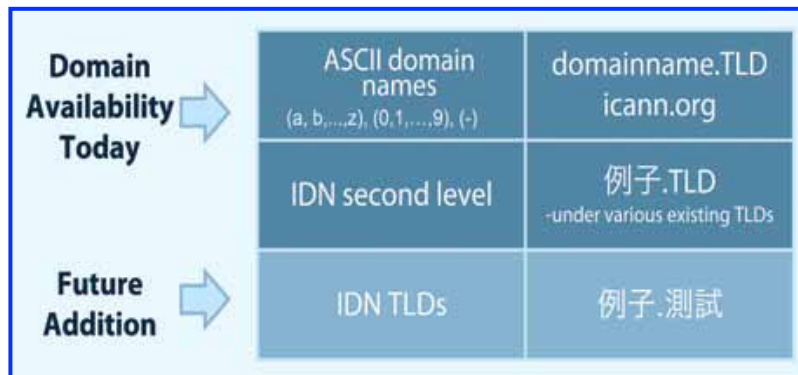 Domain
Availability
Today
ASCII domain
names
(a, b,...,z), (0,1,...,9), (-)
domainname.TLD
icann.org
IDN second level
例子.TLD
-under various existing TLDs
Future
Addition
IDN TLDs
例子.測試